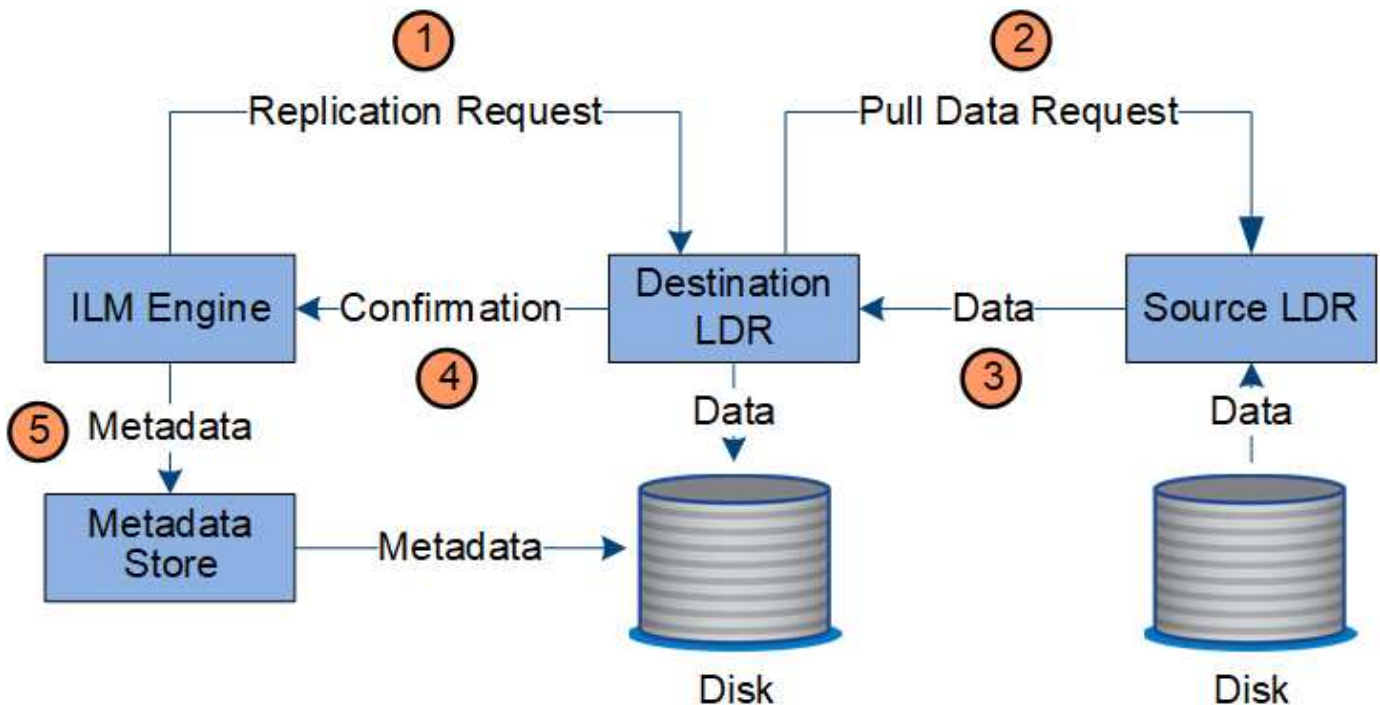 1
2
Replication Request
Pull Data Request
ILM Engine
Confirmation
Destination
LDR
Data
Source LDR
4
3
5
Metadata
Data
Data
Metadata
Store
Metadata
Disk
Disk